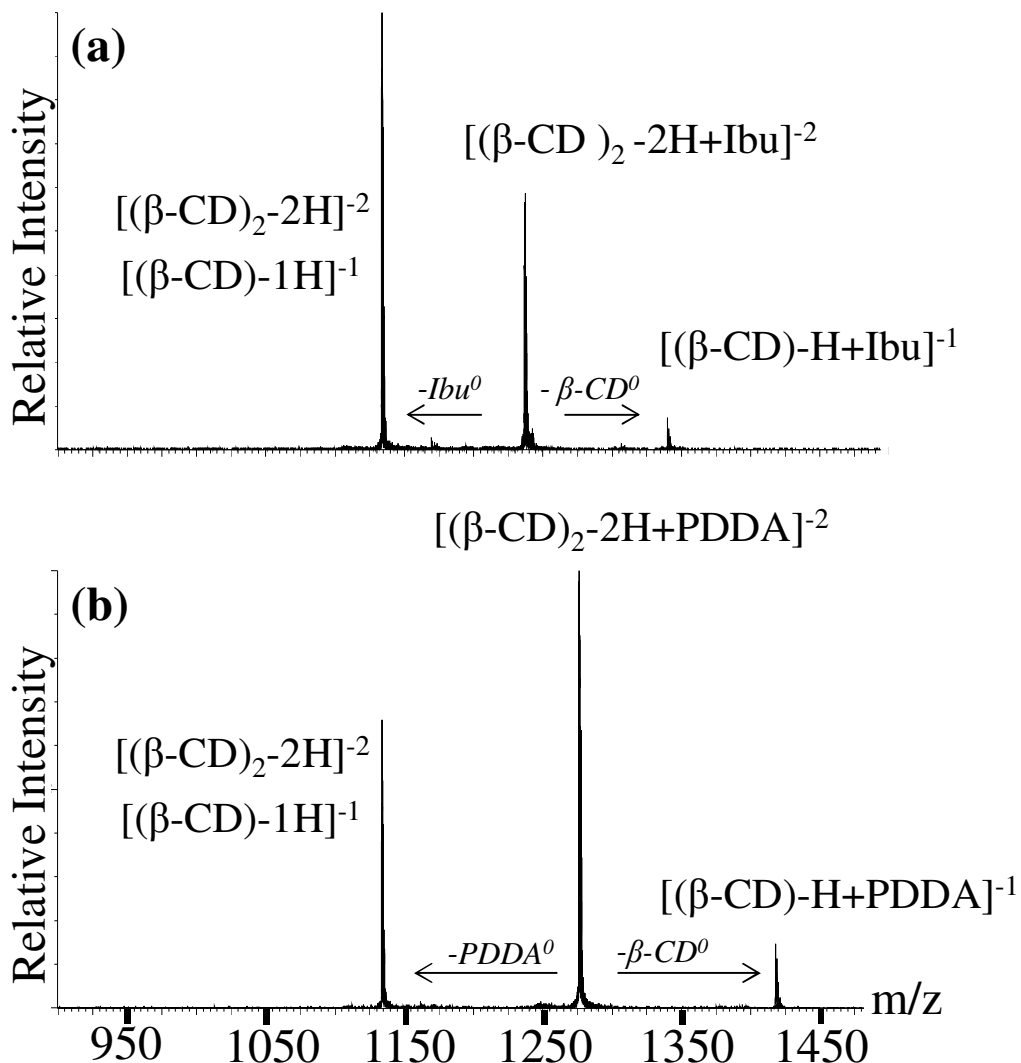 (a)
Relative Intensity
[(β-CD )₂ -2H+Ibu]⁻²
[(β-CD)₂-2H]⁻²
[(β-CD)-1H]⁻¹
[(β-CD)-H+Ibu]⁻¹
-Ibu⁰
- β-CD⁰
[(β-CD)₂-2H+PDDA]⁻²
(b)
Relative Intensity
[(β-CD)₂-2H]⁻²
[(β-CD)-1H]⁻¹
[(β-CD)-H+PDDA]⁻¹
-PDDA⁰
-β-CD⁰
m/z
950 1050 1150 1250 1350 1450